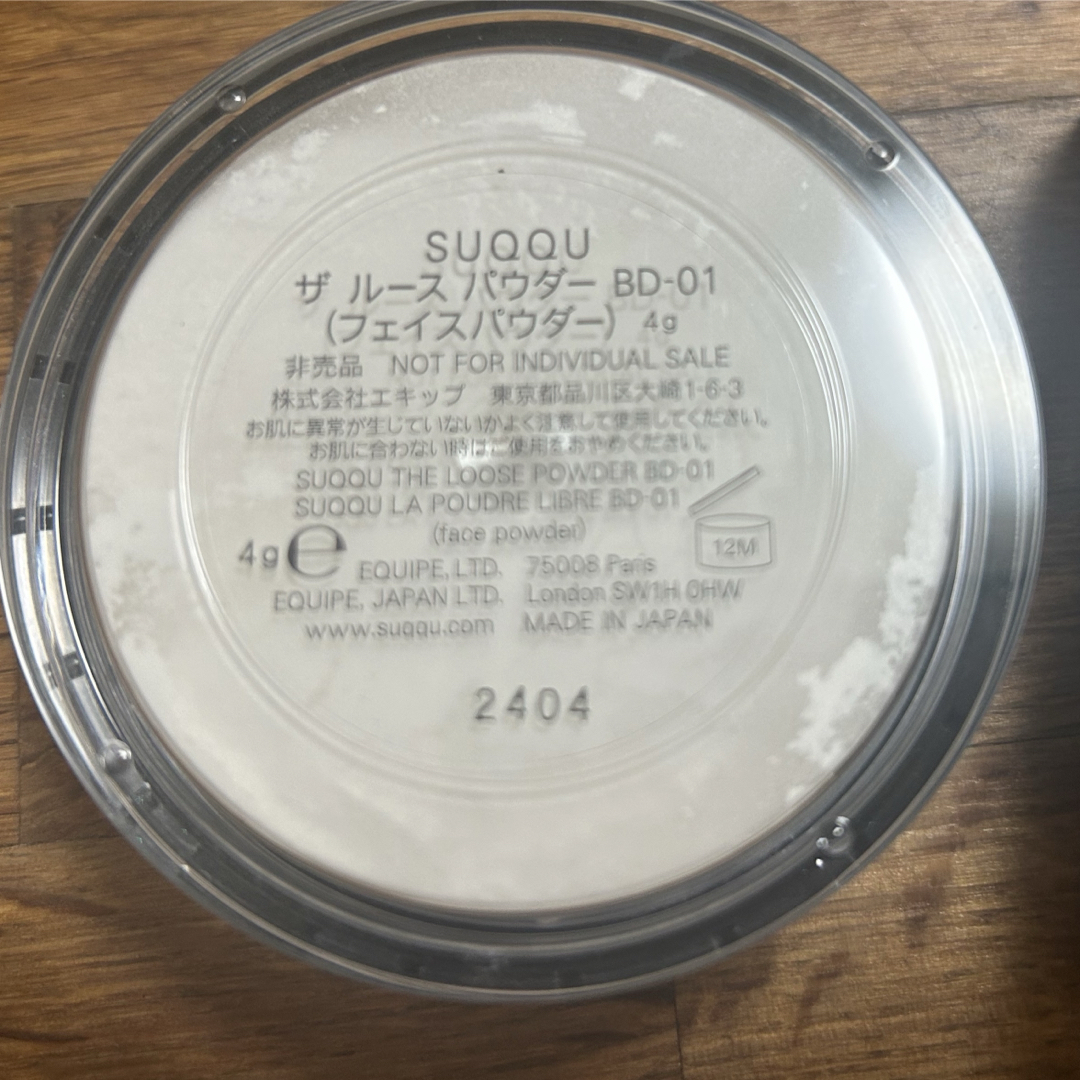 SUQQU
ザ ルース パウダー BD-01
(フェイスパウダー) 4g
非売品 NOT FOR INDIVIDUAL SALE
株式会社エキップ 東京都品川区大崎1-6-3
お肌に異常が生じていないかよく注意して使用してください。
お肌に合わない時はご使用をおやめください。
SUQQU THE LOOSE POWDER BD-01
SUQQU LA POUDRE LIBRE BD-01
(face powder)
12M
4g e
EQUIPE, LTD. 75008 Paris
EQUIPE, JAPAN LTD. London SW1H 0HW
www.suqqu.com MADE IN JAPAN
2404